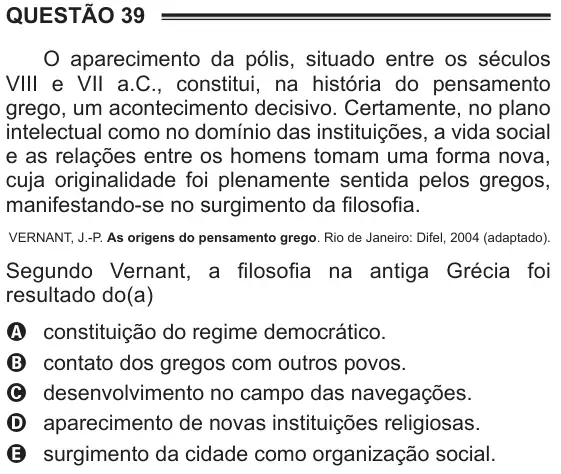 QUESTÃO 39
O aparecimento da pólis, situado entre os séculos
VIII e VII a.C., constitui, na história do pensamento
grego, um acontecimento decisivo. Certamente, no plano
intelectual como no domínio das instituições, a vida social
e as relações entre os homens tomam uma forma nova,
cuja originalidade foi plenamente sentida pelos gregos,
manifestando-se no surgimento da filosofia.
VERNANT, J.-P. As origens do pensamento grego. Rio de Janeiro: Difel, 2004 (adaptado).
Segundo Vernant, a filosofia na antiga Grécia foi
resultado do(a)
A constituição do regime democrático.
B contato dos gregos com outros povos.
C desenvolvimento no campo das navegações.
D aparecimento de novas instituições religiosas.
E surgimento da cidade como organização social.